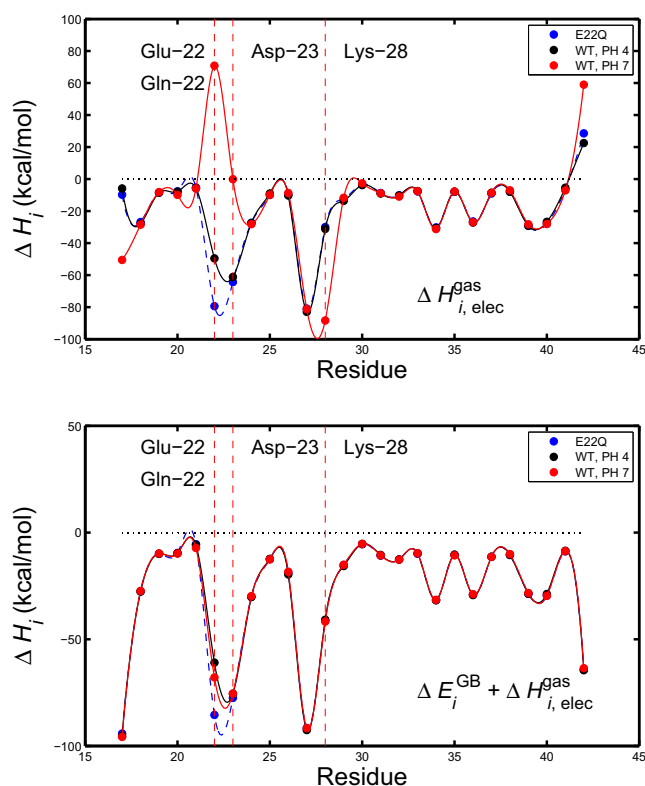 100
80
60
40
20
0
−20
−40
−60
−80
−100
15
20
25
30
35
40
45
Δ H_i (kcal/mol)
Residue
Glu−22
Gln−22
Asp−23
Lys−28
E22Q
WT, PH 4
WT, PH 7
Δ H^gas_i, elec
50
0
−50
−100
15
20
25
30
35
40
45
Δ H_i (kcal/mol)
Residue
Glu−22
Gln−22
Asp−23
Lys−28
E22Q
WT, PH 4
WT, PH 7
Δ E_i^GB + Δ H^gas_i, elec